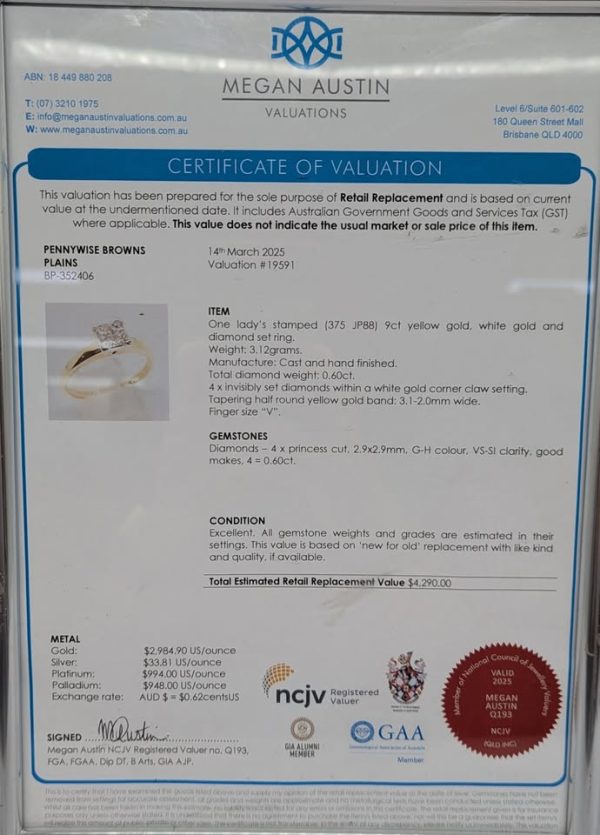 MEGAN AUSTIN
VALUATIONS
ABN: 18 449 880 208
T: (07) 3210 1975
E: info@meganaustinvaluations.com.au
W: www.meganaustinvaluations.com.au
Level 6/Suite 601-602
180 Queen Street Mall
Brisbane QLD 4000
CERTIFICATE OF VALUATION
This valuation has been prepared for the sole purpose of Retail Replacement and is based on current
value at the undermentioned date. It includes Australian Government Goods and Services Tax (GST)
where applicable. This value does not indicate the usual market or sale price of this item.
PENNYWISE BROWNS
PLAINS
BP-352406
14th March 2025
Valuation #19591
ITEM
One lady's stamped (375 JP88) 9ct yellow gold, white gold and
diamond set ring.
Weight: 3.12grams.
Manufacture: Cast and hand finished.
Total diamond weight: 0.60ct.
4 x invisibly set diamonds within a white gold corner claw setting.
Tapering half round yellow gold band: 3.1-2.0mm wide.
Finger size "V".
GEMSTONES
Diamonds – 4 x princess cut, 2.9x2.9mm, G-H colour, VS-SI clarity, good
makes, 4 = 0.60ct.
CONDITION
Excellent. All gemstone weights and grades are estimated in their
settings. This value is based on 'new for old' replacement with like kind
and quality, if available.
Total Estimated Retail Replacement Value $4,290.00
METAL
Gold: $2,984.90 US/ounce
Silver: $33.81 US/ounce
Platinum: $994.00 US/ounce
Palladium: $948.00 US/ounce
Exchange rate: AUD $ = $0.62centsUS
SIGNED
Megan Austin NCJV Registered Valuer no. Q193,
FGA, FGAA, Dip DT, B Arts, GIA AJP.
ncjv Registered
Valuer
GIA ALUMNI
MEMBER
GAA
Gemmological Association of Australia
Member
Member of National Council of Jewellery Valuers
VALID
2025
MEGAN
AUSTIN
Q193
NCJV
(QLD INC)